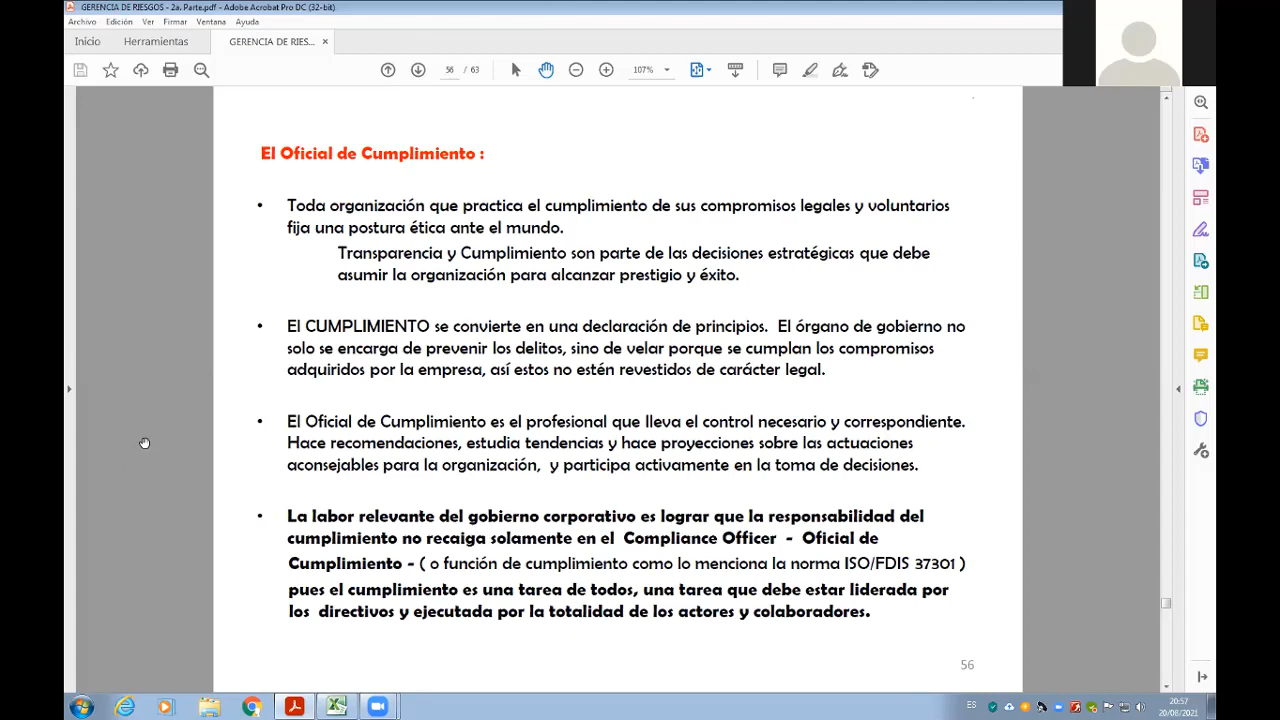 GERENCIA DE RIESGOS - 2a. Parte.pdf - Adobe Acrobat Pro DC (32-bit)
Archivo Edición Ver Firmar Ventana Ayuda
Inicio Herramientas GERENCIA DE RIES... ×
56 / 63 107%
El Oficial de Cumplimiento :
• Toda organización que practica el cumplimiento de sus compromisos legales y voluntarios
fija una postura ética ante el mundo.
Transparencia y Cumplimiento son parte de las decisiones estratégicas que debe
asumir la organización para alcanzar prestigio y éxito.
• El CUMPLIMIENTO se convierte en una declaración de principios. El órgano de gobierno no
solo se encarga de prevenir los delitos, sino de velar porque se cumplan los compromisos
adquiridos por la empresa, así estos no estén revestidos de carácter legal.
• El Oficial de Cumplimiento es el profesional que lleva el control necesario y correspondiente.
Hace recomendaciones, estudia tendencias y hace proyecciones sobre las actuaciones
aconsejables para la organización, y participa activamente en la toma de decisiones.
• La labor relevante del gobierno corporativo es lograr que la responsabilidad del
cumplimiento no recaiga solamente en el Compliance Officer - Oficial de
Cumplimiento - ( o función de cumplimiento como lo menciona la norma ISO/FDIS 37301 )
pues el cumplimiento es una tarea de todos, una tarea que debe estar liderada por
los directivos y ejecutada por la totalidad de los actores y colaboradores.
56
ES 20:57
20/08/2021